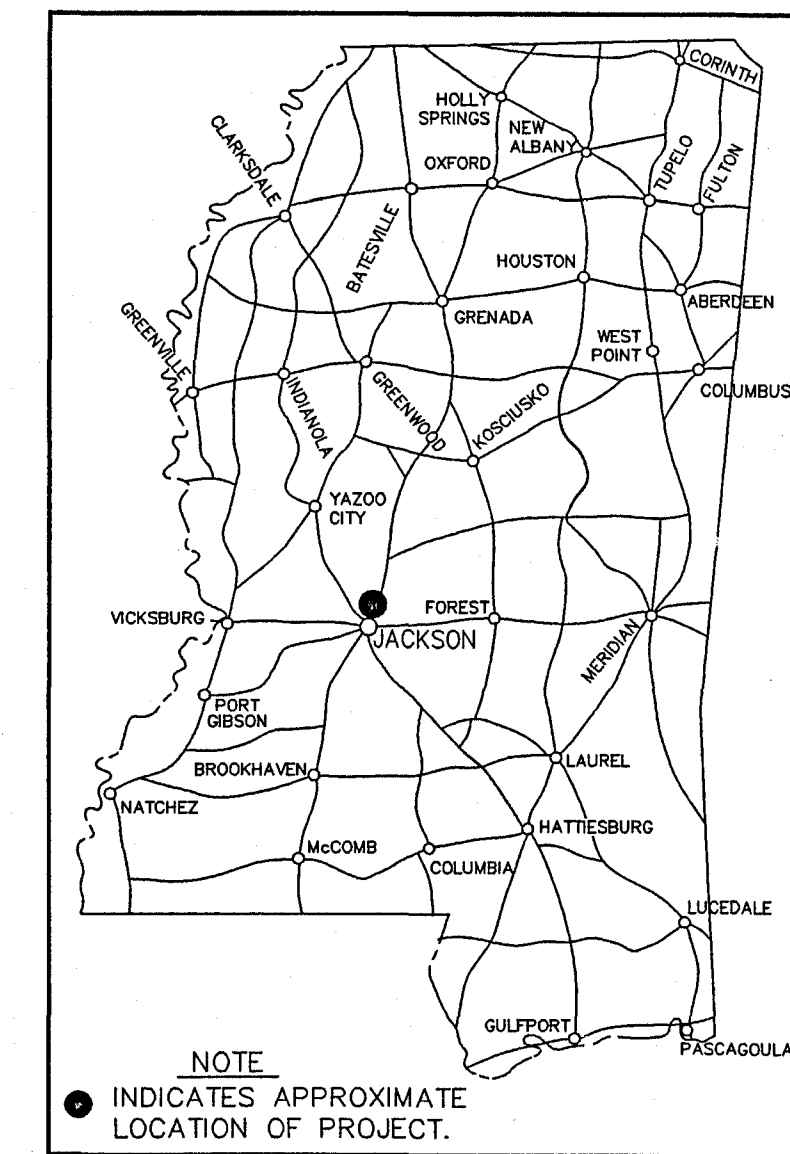 CORINTH
HOLLY
SPRINGS
NEW
ALBANY
CLARKSDALE
OXFORD
TUPELO
FULTON
BATESVILLE
HOUSTON
ABERDEEN
GRENADA
GREENVILLE
WEST
POINT
COLUMBUS
INDIANOLA
GREENWOOD
KOSCIUSKO
YAZOO
CITY
VICKSBURG
FOREST
JACKSON
MERIDIAN
PORT
GIBSON
BROOKHAVEN
LAUREL
NATCHEZ
HATTIESBURG
McCOMB
COLUMBIA
LUCEDALE
GULFPORT
PASCAGOULA
NOTE
INDICATES APPROXIMATE
LOCATION OF PROJECT.